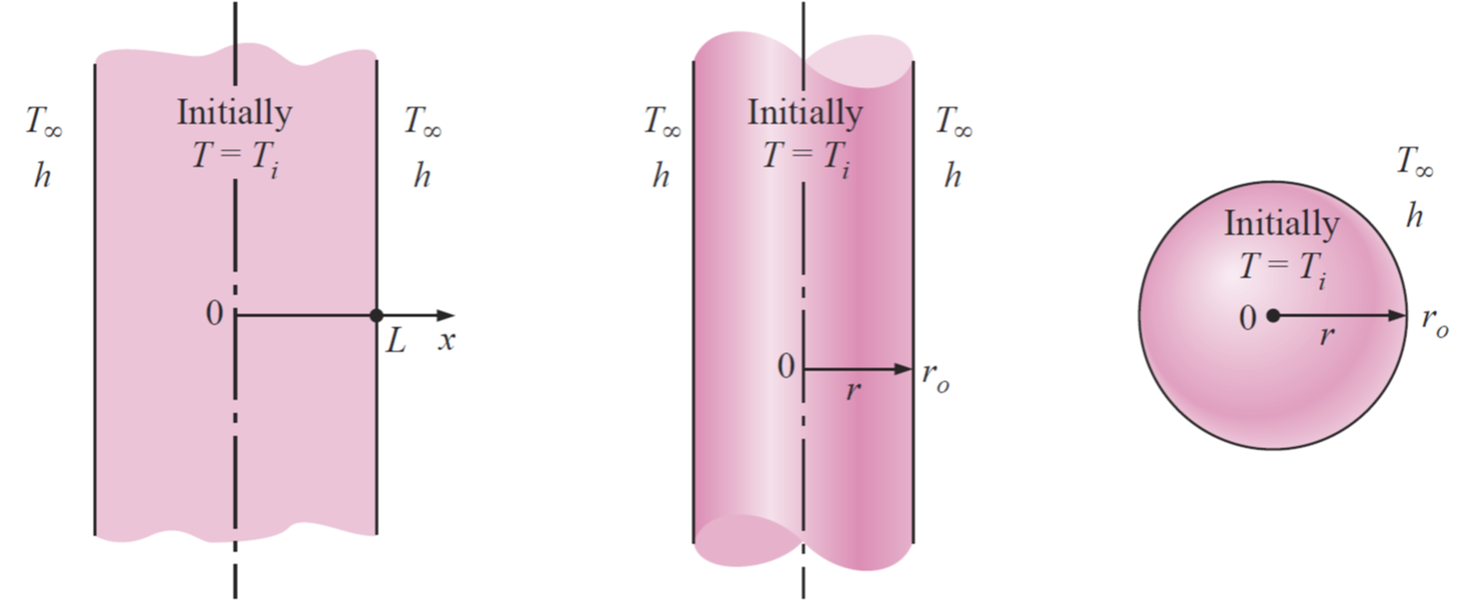 T∞
h
Initially
T = Ti
T∞
h
0
L
x
T∞
h
Initially
T = Ti
T∞
h
0
r
ro
T∞
h
Initially
T = Ti
0
r
ro